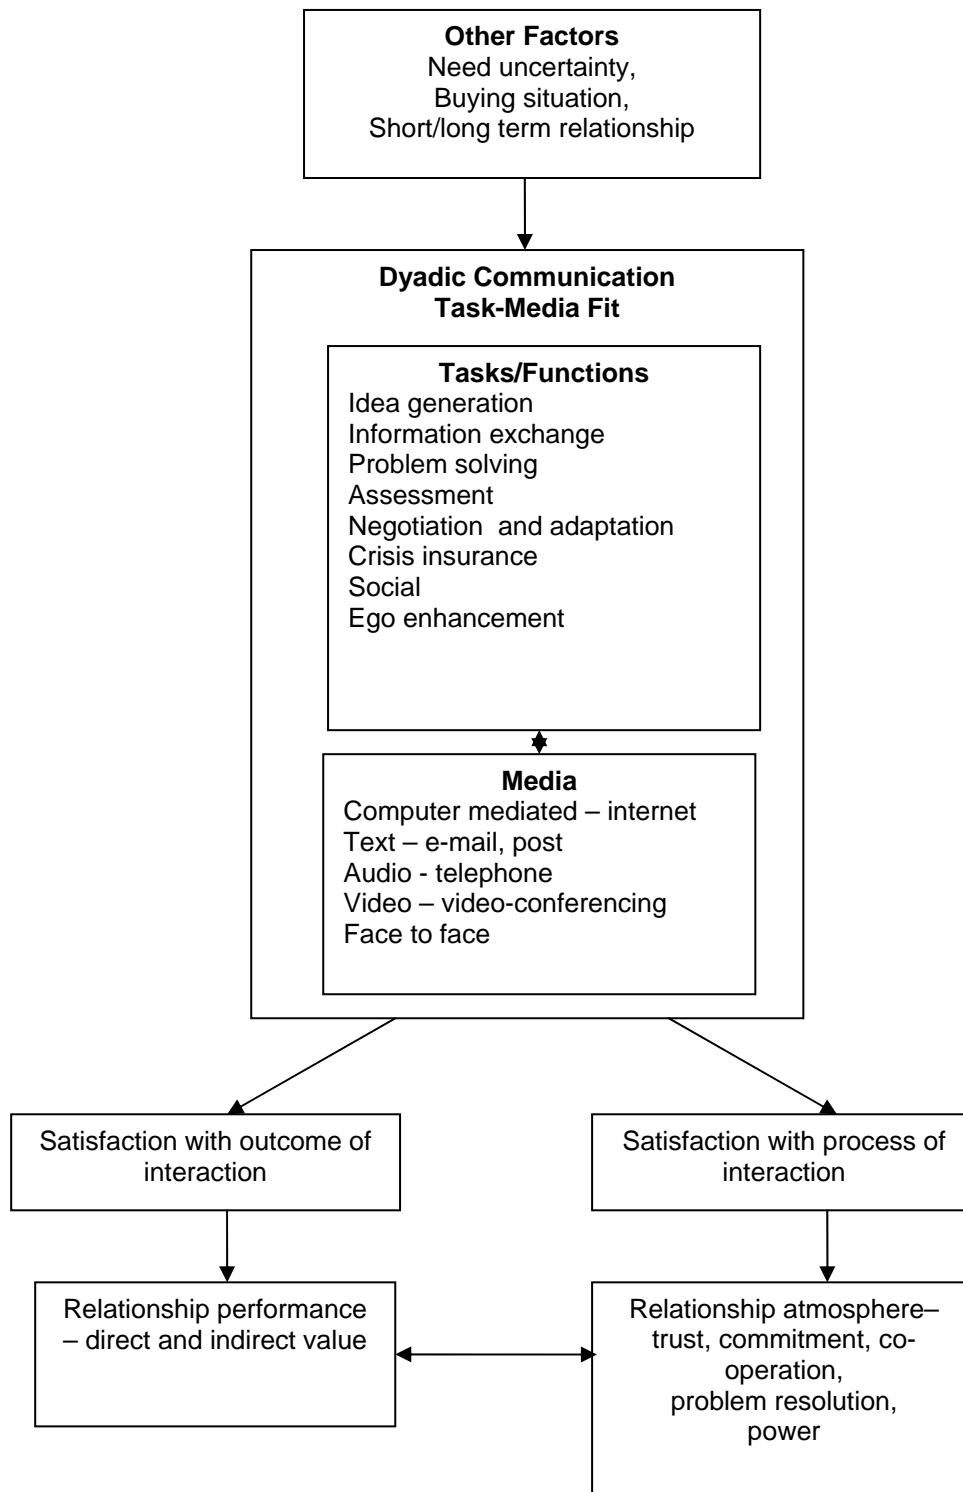 Other Factors
Need uncertainty,
Buying situation,
Short/long term relationship
Dyadic Communication
Task-Media Fit
Tasks/Functions
Idea generation
Information exchange
Problem solving
Assessment
Negotiation  and adaptation
Crisis insurance
Social
Ego enhancement
Media
Computer mediated – internet
Text – e-mail, post
Audio - telephone
Video – video-conferencing
Face to face
Satisfaction with outcome of
interaction
Satisfaction with process of
interaction
Relationship performance
– direct and indirect value
Relationship atmosphere–
trust, commitment, co-
operation,
problem resolution,
power